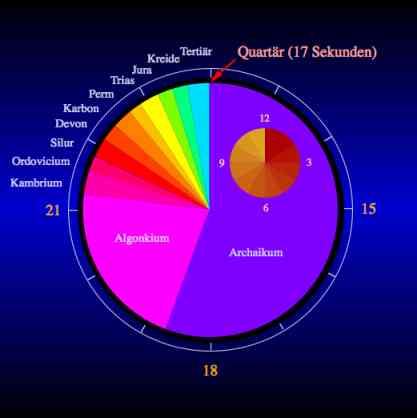 Tertiär
Quartär (17 Sekunden)
Kreide
Jura
Trias
Perm
Karbon
Devon
Silur
Ordovicium
Kambrium
12
9
3
6
21
15
Algonkium
Archaikum
18